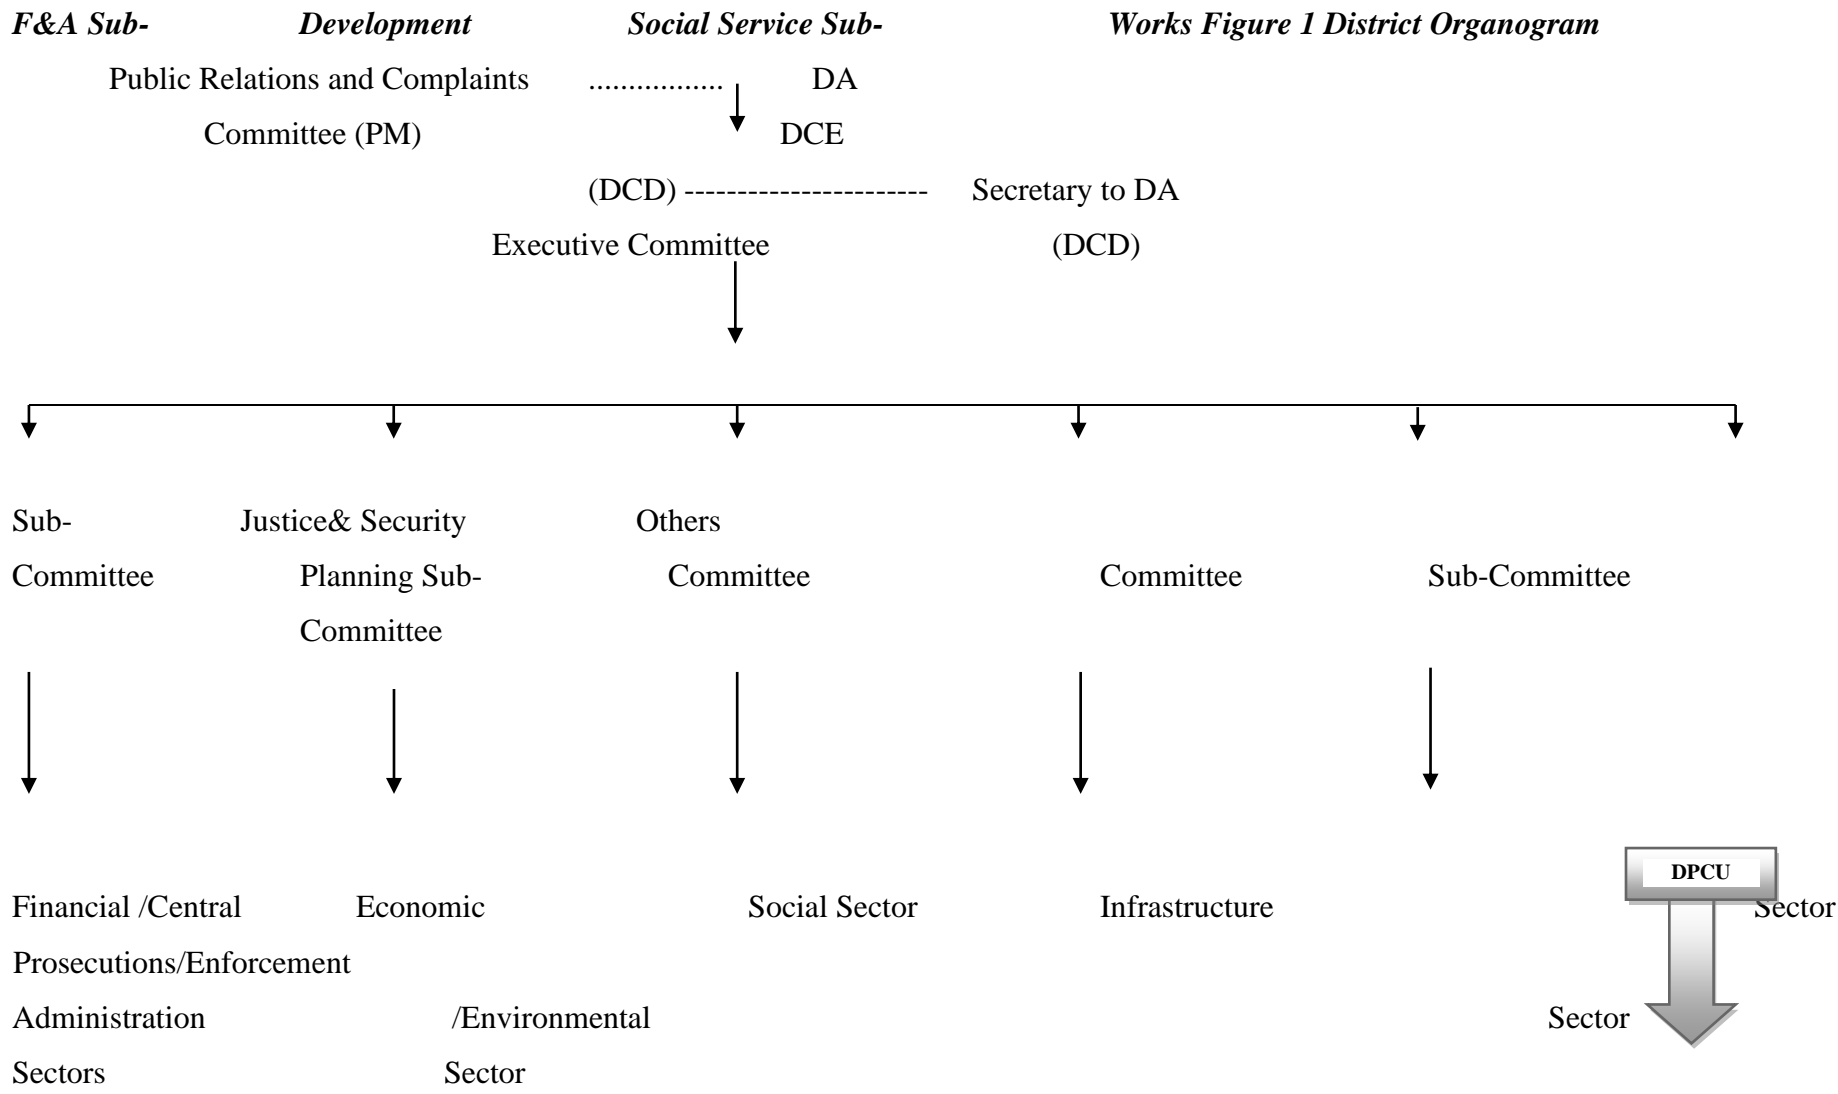 F&A Sub- Development Social Service Sub- Works Figure 1 District Organogram
Public Relations and Complaints ................. DA
Committee (PM) DCE
(DCD) ----------------------- Secretary to DA
Executive Committee (DCD)
Sub- Justice& Security Others
Committee Planning Sub- Committee Committee Sub-Committee
Committee
DPCU
Financial /Central Economic Social Sector Infrastructure Sector
Prosecutions/Enforcement
Administration /Environmental Sector
Sectors Sector